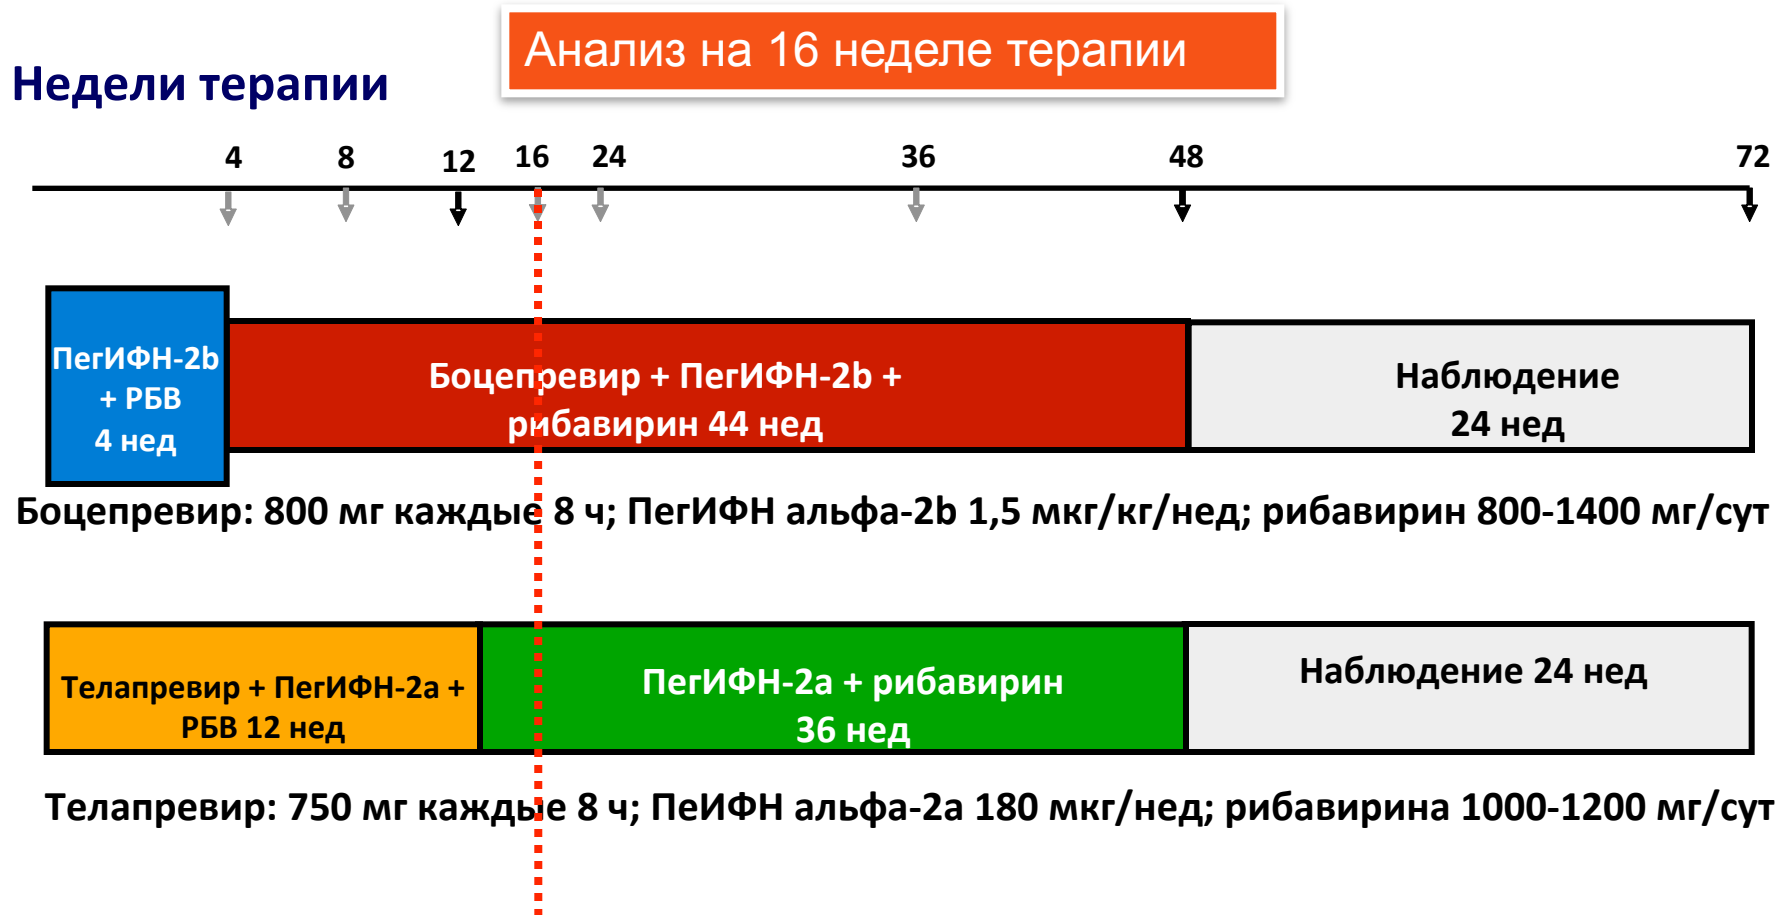 Анализ на 16 неделе терапии
Недели терапии
4 8 12 16 24 36 48 72
ПегИФН-2b
+ РБВ
4 нед
Боцепревир + ПегИФН-2b +
рибавирин 44 нед
Наблюдение
24 нед
Боцепревир: 800 мг каждые 8 ч; ПегИФН альфа-2b 1,5 мкг/кг/нед; рибавирин 800-1400 мг/сут
Телапревир + ПегИФН-2a +
РБВ 12 нед
ПегИФН-2a + рибавирин
36 нед
Наблюдение 24 нед
Телапревир: 750 мг каждые 8 ч; ПеИФН альфа-2a 180 мкг/нед; рибавирина 1000-1200 мг/сут